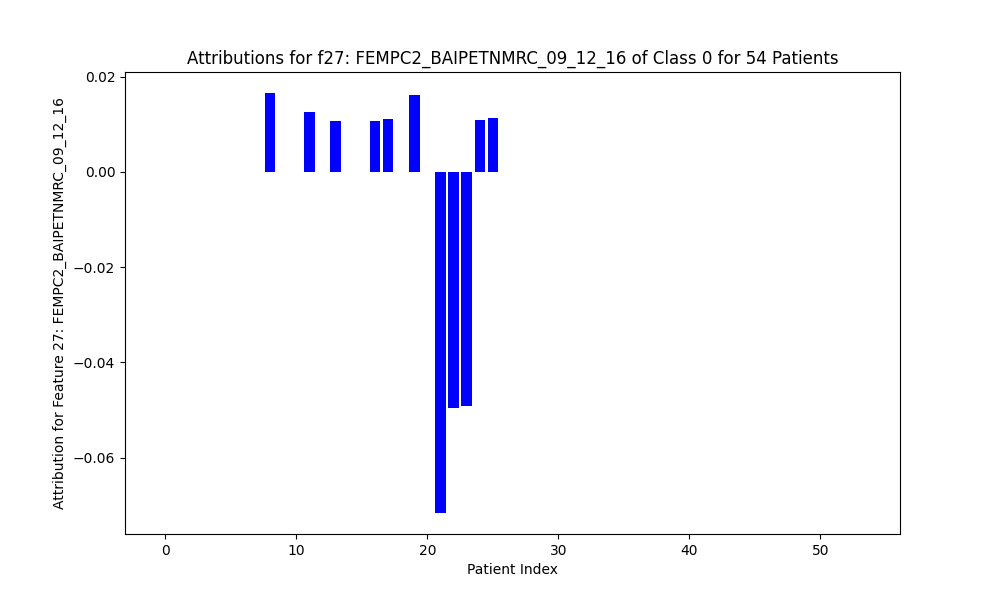 Attributions for f27: FEMPC2_BAIPETNMRC_09_12_16 of Class 0 for 54 Patients
Attribution for Feature 27: FEMPC2_BAIPETNMRC_09_12_16
0.02
0.00
−0.02
−0.04
−0.06
0 10 20 30 40 50
Patient Index